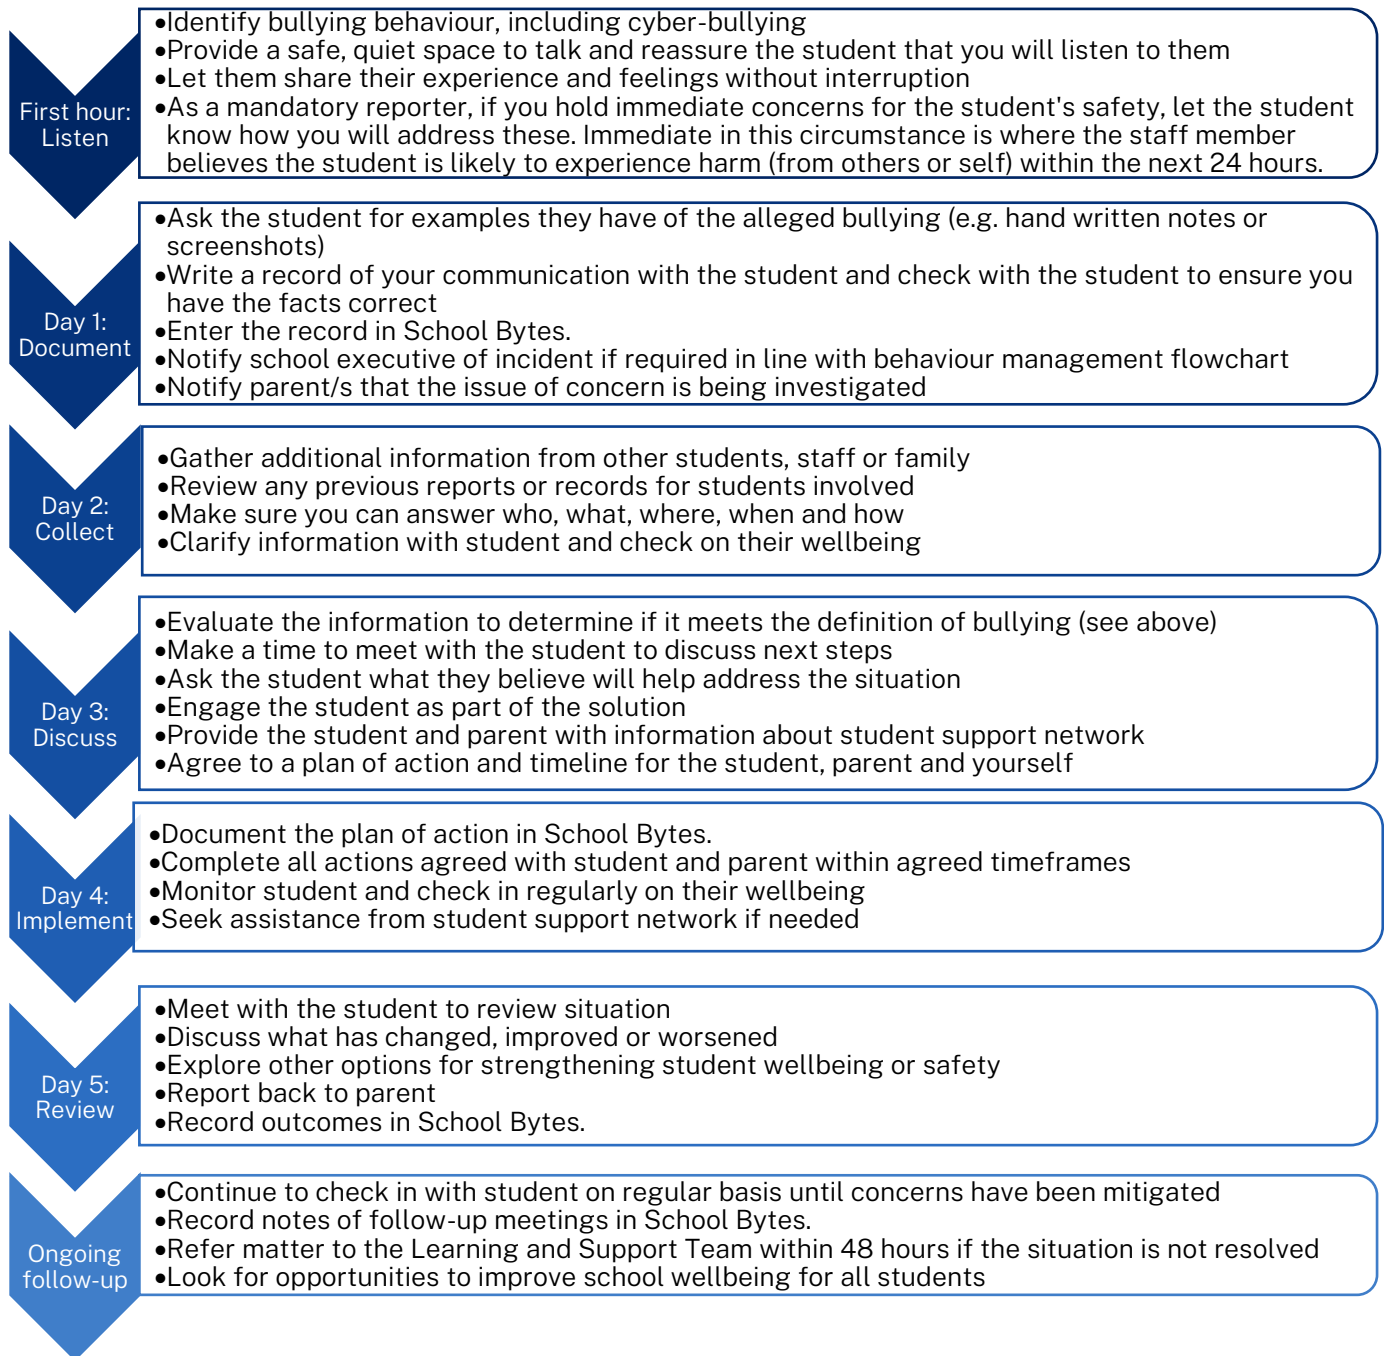 First hour:
Listen
•Identify bullying behaviour, including cyber-bullying
•Provide a safe, quiet space to talk and reassure the student that you will listen to them
•Let them share their experience and feelings without interruption
•As a mandatory reporter, if you hold immediate concerns for the student's safety, let the student
know how you will address these. Immediate in this circumstance is where the staff member
believes the student is likely to experience harm (from others or self) within the next 24 hours.
Day 1:
Document
•Ask the student for examples they have of the alleged bullying (e.g. hand written notes or
screenshots)
•Write a record of your communication with the student and check with the student to ensure you
have the facts correct
•Enter the record in School Bytes.
•Notify school executive of incident if required in line with behaviour management flowchart
•Notify parent/s that the issue of concern is being investigated
Day 2:
Collect
•Gather additional information from other students, staff or family
•Review any previous reports or records for students involved
•Make sure you can answer who, what, where, when and how
•Clarify information with student and check on their wellbeing
Day 3:
Discuss
•Evaluate the information to determine if it meets the definition of bullying (see above)
•Make a time to meet with the student to discuss next steps
•Ask the student what they believe will help address the situation
•Engage the student as part of the solution
•Provide the student and parent with information about student support network
•Agree to a plan of action and timeline for the student, parent and yourself
Day 4:
Implement
•Document the plan of action in School Bytes.
•Complete all actions agreed with student and parent within agreed timeframes
•Monitor student and check in regularly on their wellbeing
•Seek assistance from student support network if needed
Day 5:
Review
•Meet with the student to review situation
•Discuss what has changed, improved or worsened
•Explore other options for strengthening student wellbeing or safety
•Report back to parent
•Record outcomes in School Bytes.
Ongoing
follow-up
•Continue to check in with student on regular basis until concerns have been mitigated
•Record notes of follow-up meetings in School Bytes.
•Refer matter to the Learning and Support Team within 48 hours if the situation is not resolved
•Look for opportunities to improve school wellbeing for all students